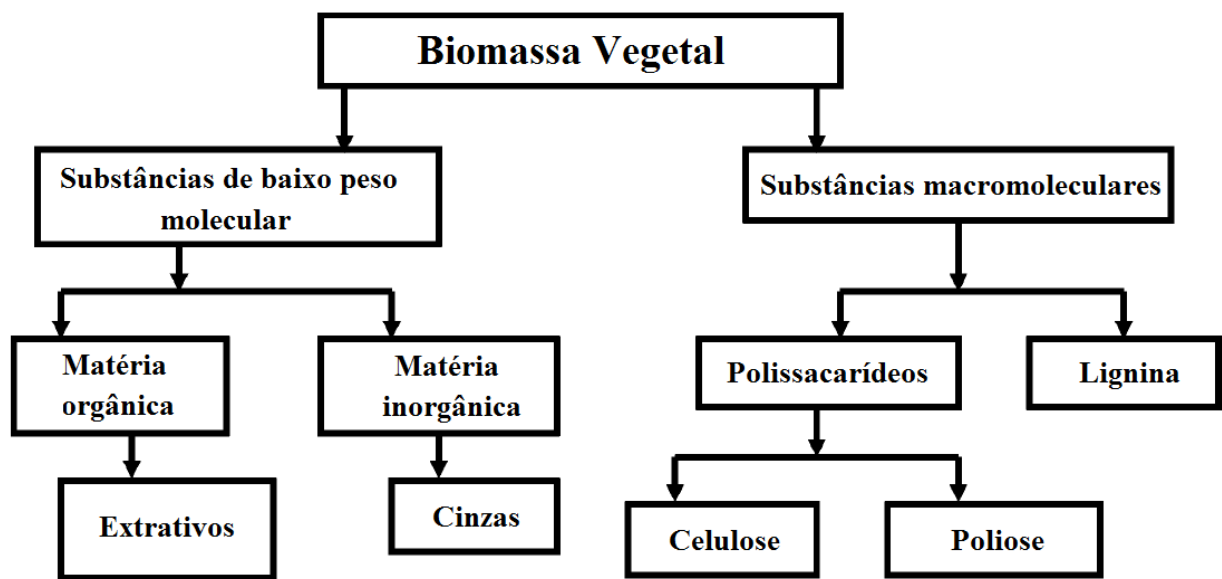 Biomassa Vegetal
Substâncias de baixo peso
molecular
Substâncias macromoleculares
Matéria
orgânica
Matéria
inorgânica
Polissacarídeos
Lignina
Extrativos
Cinzas
Celulose
Poliose